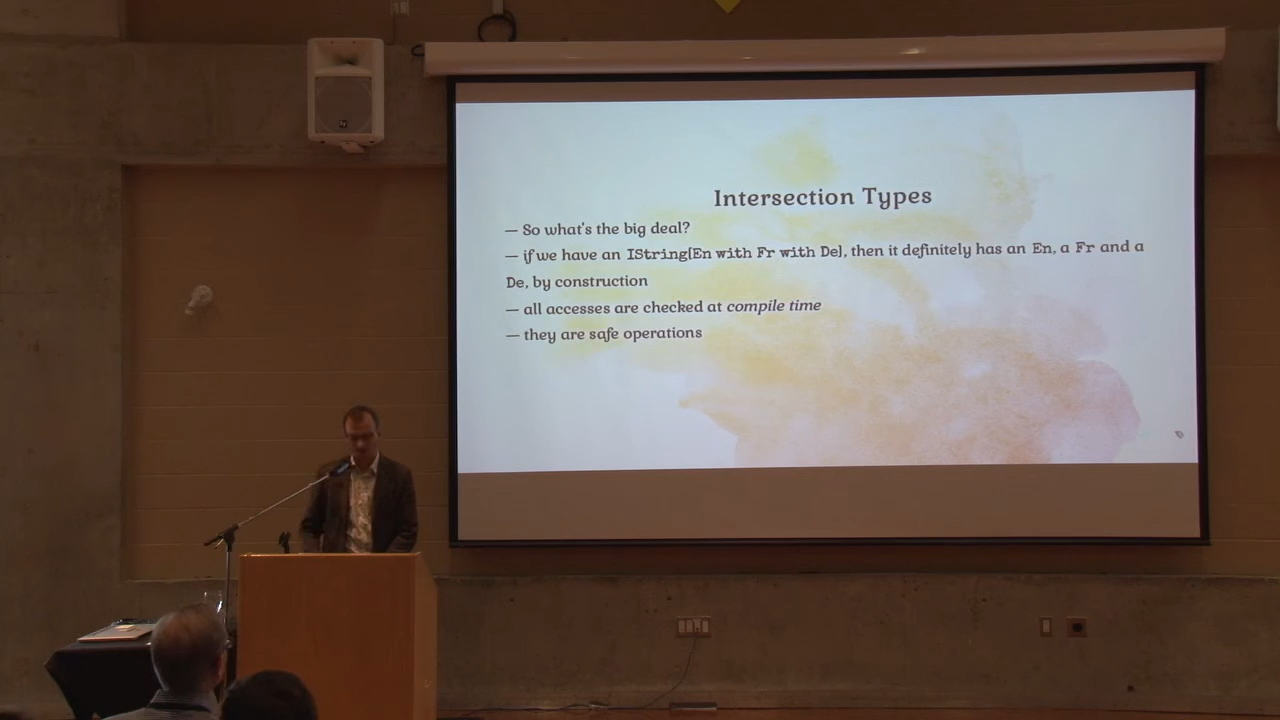 Intersection Types
— So what's the big deal?
— if we have an IString[En with Fr with De], then it definitely has an En, a Fr and a
De, by construction
— all accesses are checked at compile time
— they are safe operations